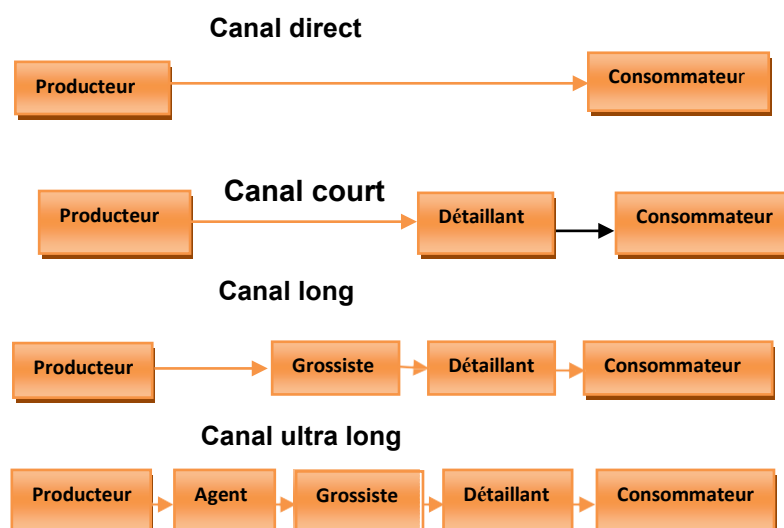 Canal direct
Producteur Consommateur
Canal court
Producteur Détaillant Consommateur
Canal long
Producteur Grossiste Détaillant Consommateur
Canal ultra long
Producteur Agent Grossiste Détaillant Consommateur